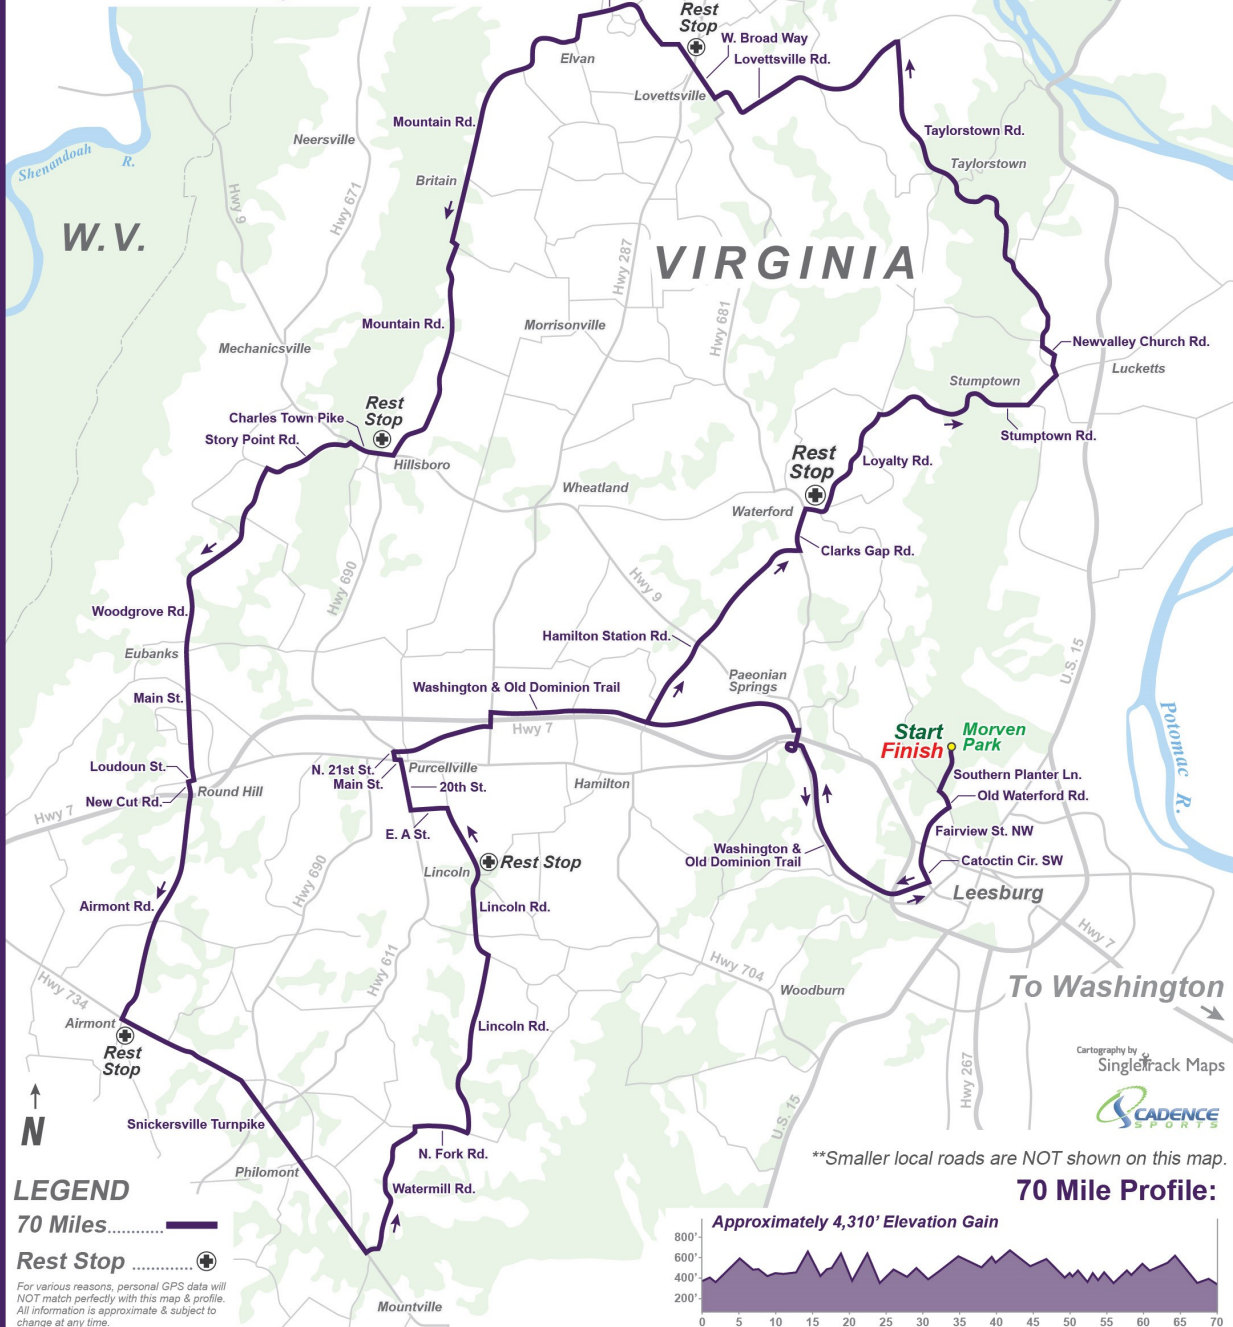 Rest
Stop
W. Broad Way
Lovettsville Rd.
Elvan
Lovettsville
Mountain Rd.
Neersville
Taylorstown Rd.
Taylorstown
Shenandoah
R.
Britain
Hwy 9
Hwy 671
W.V.
VIRGINIA
Hwy 287
Mountain Rd.
Morrisonville
Hwy 681
Mechanicsville
Newvalley Church Rd.
Lucketts
Stumptown
Rest
Stop
Charles Town Pike
Story Point Rd.
Stumptown Rd.
Hillsboro
Rest
Stop
Loyalty Rd.
Wheatland
Waterford
Clarks Gap Rd.
Hwy 690
Hwy 9
Woodgrove Rd.
Hamilton Station Rd.
Eubanks
U.S. 15
Paeonian
Springs
Washington & Old Dominion Trail
Main St.
Hwy 7
Potomac R.
Start
Finish
Morven
Park
Loudoun St.
N. 21st St.
Purcellville
Main St.
20th St.
Hamilton
Southern Planter Ln.
Old Waterford Rd.
New Cut Rd.
Round Hill
Hwy 7
E. A St.
Fairview St. NW
Washington &
Old Dominion Trail
Catoctin Cir. SW
Rest Stop
Lincoln
Leesburg
Hwy 690
Airmont Rd.
Lincoln Rd.
Hwy 7
Hwy 611
Hwy 704
Hwy 734
Woodburn
To Washington
Airmont
Lincoln Rd.
Rest
Stop
Cartography by
SingleTrack Maps
Hwy 267
N
CADENCE
SPORTS
U.S. 15
Snickersville Turnpike
N. Fork Rd.
**Smaller local roads are NOT shown on this map.
Philomont
Watermill Rd.
LEGEND
70 Miles............
Rest Stop ............
For various reasons, personal GPS data will
NOT match perfectly with this map & profile.
All information is approximate & subject to
change at any time.
Mountville
70 Mile Profile:
Approximately 4,310' Elevation Gain
800'
600'
400'
200'
0 5 10 15 20 25 30 35 40 45 50 55 60 65 70